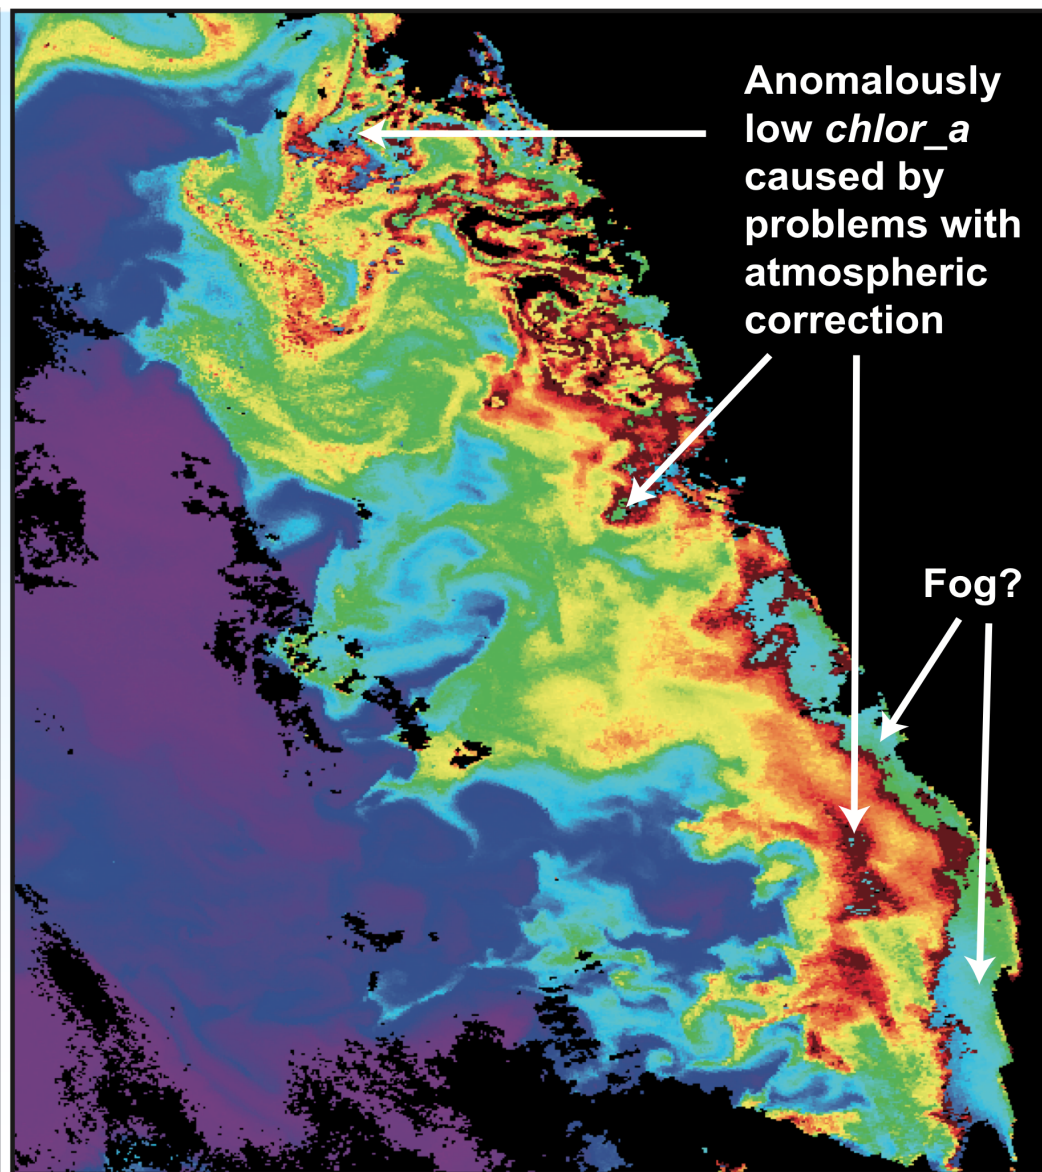 Anomalously
low chlor_a
caused by
problems with
atmospheric
correction
Fog?